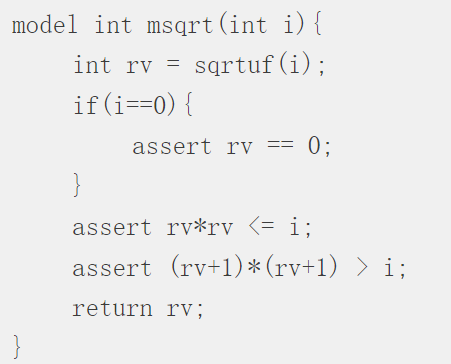 model int msqrt(int i){
    int rv = sqrtuf(i);
    if(i==0){
        assert rv == 0;
    }
    assert rv*rv <= i;
    assert (rv+1)*(rv+1) > i;
    return rv;
}